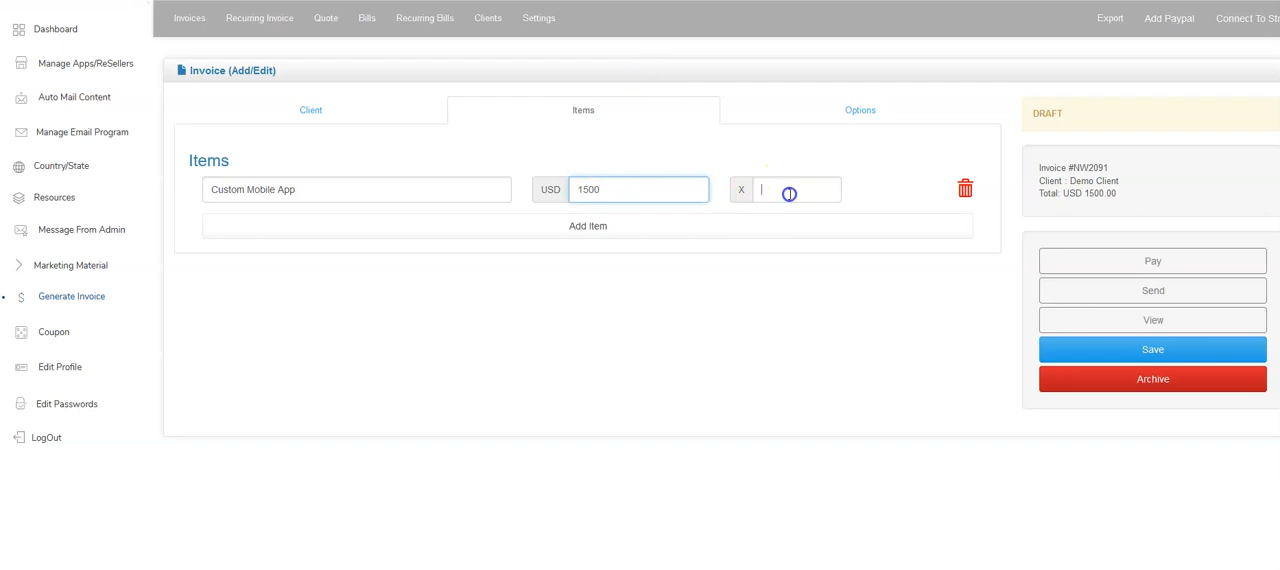 Invoices Recurring Invoice Quote Bills Recurring Bills Clients Settings Export Add Paypal Connect To
Dashboard
Manage Apps/ReSellers
Auto Mail Content
Manage Email Program
Country/State
Resources
Message From Admin
Marketing Material
Generate Invoice
Coupon
Edit Profile
Edit Passwords
LogOut
Invoice (Add/Edit)
Client Items Options
Items
Custom Mobile App USD 1500 X
Add Item
DRAFT
Invoice #NW2091
Client : Demo Client
Total: USD 1500.00
Pay
Send
View
Save
Archive